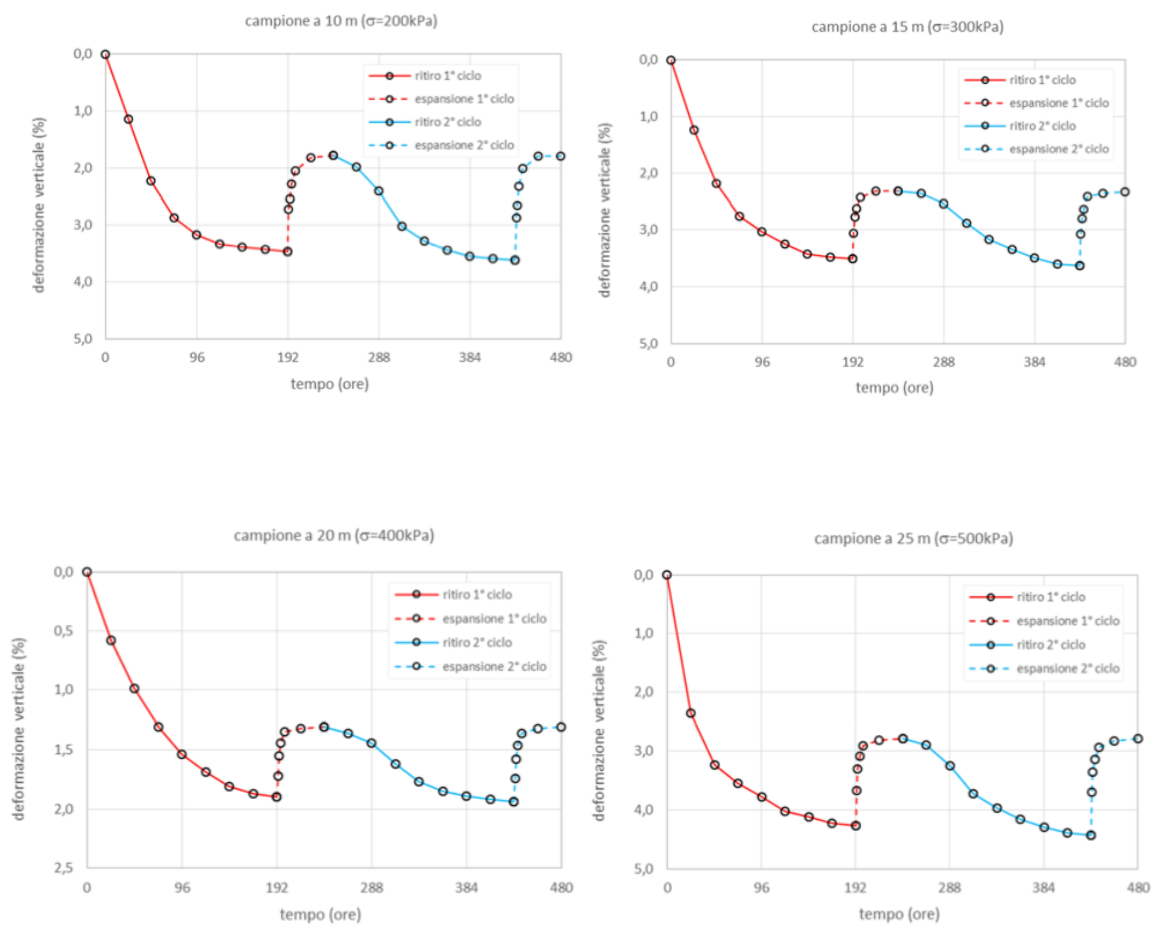 campione a 10 m (σ=200kPa)
0,0
1,0
2,0
3,0
4,0
5,0
deformazione verticale (%)
ritiro 1° ciclo
espansione 1° ciclo
ritiro 2° ciclo
espansione 2° ciclo
0
96
192
288
384
480
tempo (ore)
campione a 15 m (σ=300kPa)
0,0
1,0
2,0
3,0
4,0
5,0
deformazione verticale (%)
ritiro 1° ciclo
espansione 1° ciclo
ritiro 2° ciclo
espansione 2° ciclo
0
96
192
288
384
480
tempo (ore)
campione a 20 m (σ=400kPa)
0,0
0,5
1,0
1,5
2,0
2,5
deformazione verticale (%)
ritiro 1° ciclo
espansione 1° ciclo
ritiro 2° ciclo
espansione 2° ciclo
0
96
192
288
384
480
tempo (ore)
campione a 25 m (σ=500kPa)
0,0
1,0
2,0
3,0
4,0
5,0
deformazione verticale (%)
ritiro 1° ciclo
espansione 1° ciclo
ritiro 2° ciclo
espansione 2° ciclo
0
96
192
288
384
480
tempo (ore)